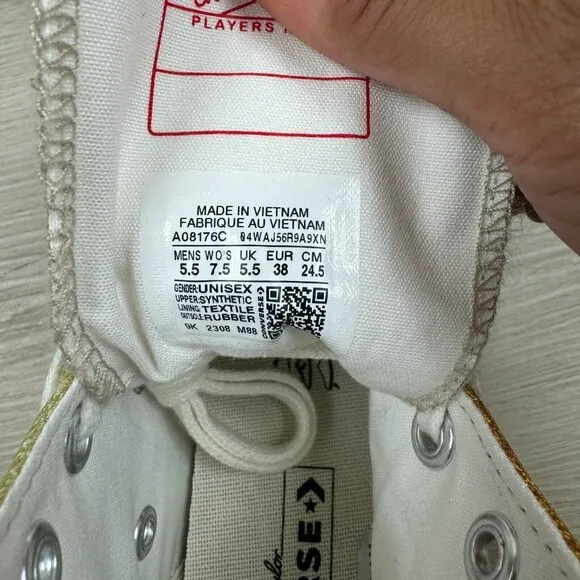 PLAYERS
MADE IN VIETNAM
FABRIQUE AU VIETNAM
A08176C 04WAJ56R9A9XN
MENS WO'S UK EUR CM
5.5 7.5 5.5 38 24.5
GENDER UNISEX
UPPER SYNTHETIC
LINING TEXTILE
OUTSOLE RUBBER
CONVERSE
9K 2308 M88